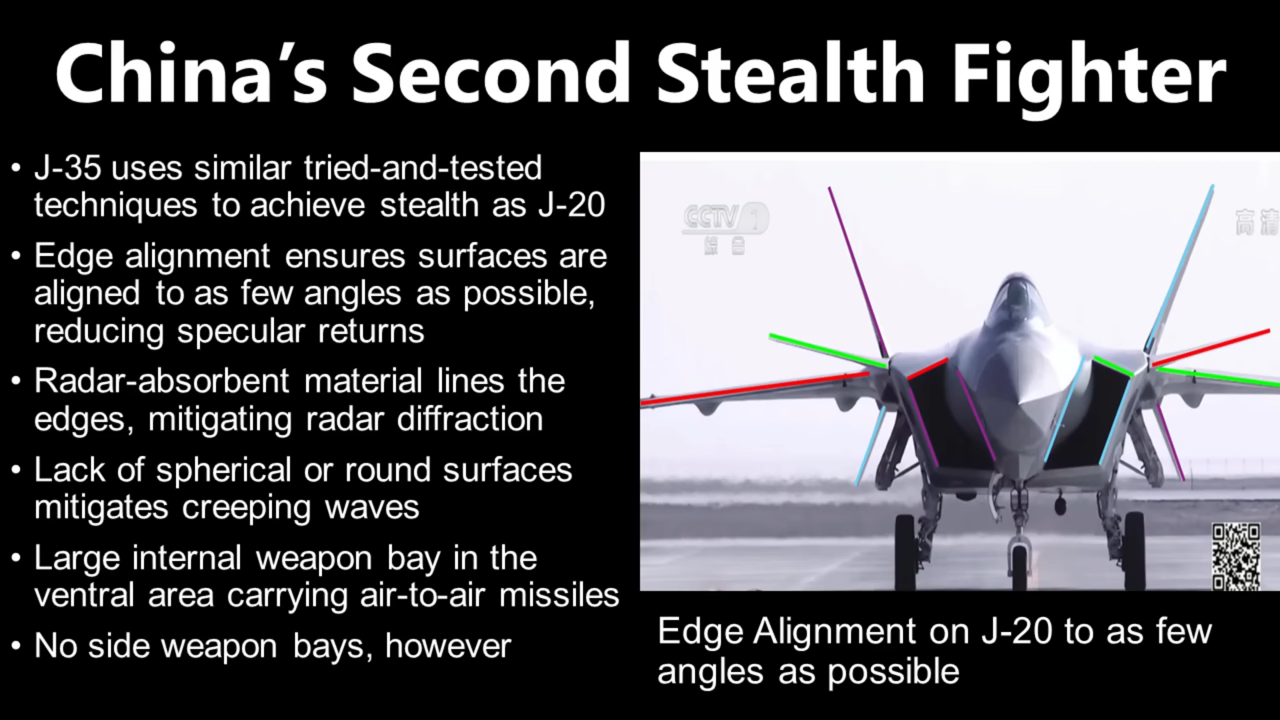 China's Second Stealth Fighter
• J-35 uses similar tried-and-tested
techniques to achieve stealth as J-20
• Edge alignment ensures surfaces are
aligned to as few angles as possible,
reducing specular returns
• Radar-absorbent material lines the
edges, mitigating radar diffraction
• Lack of spherical or round surfaces
mitigates creeping waves
• Large internal weapon bay in the
ventral area carrying air-to-air missiles
• No side weapon bays, however
CCTV 1
综合
高清
Edge Alignment on J-20 to as few
angles as possible